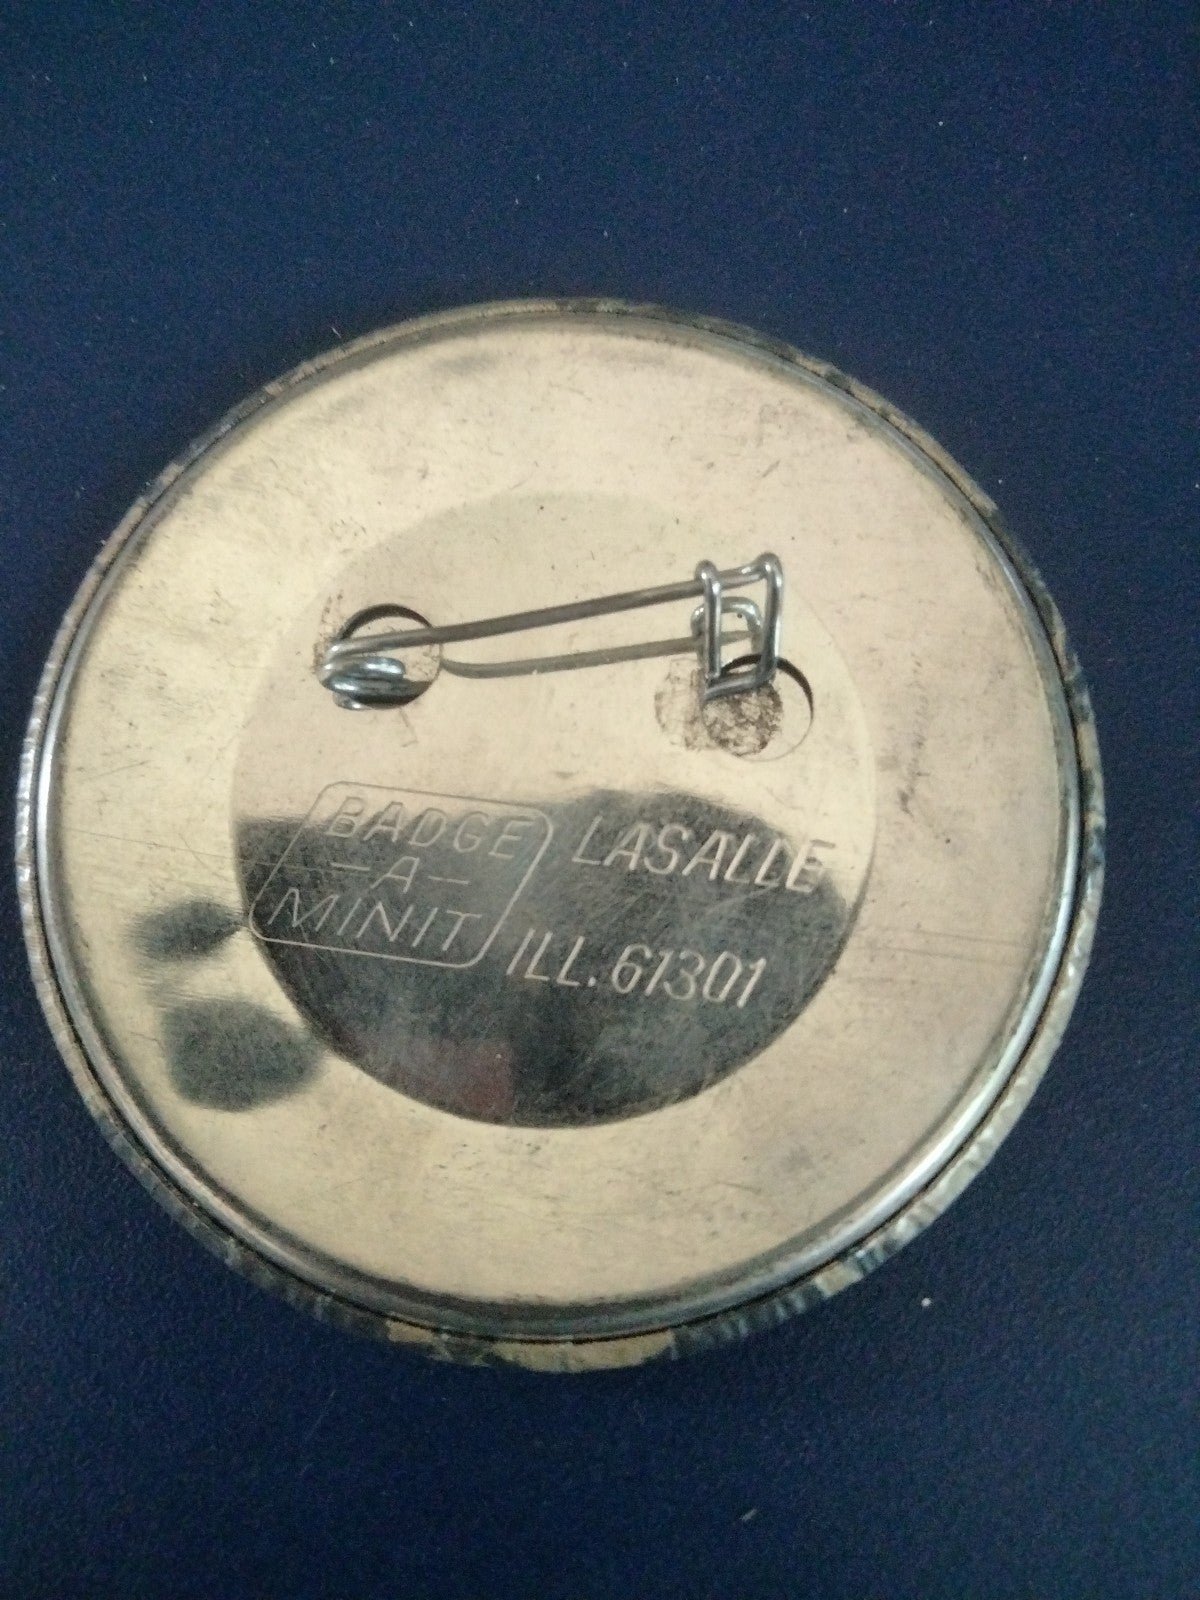 BADGE
-A-
MINIT
LASALLE
ILL. 61301